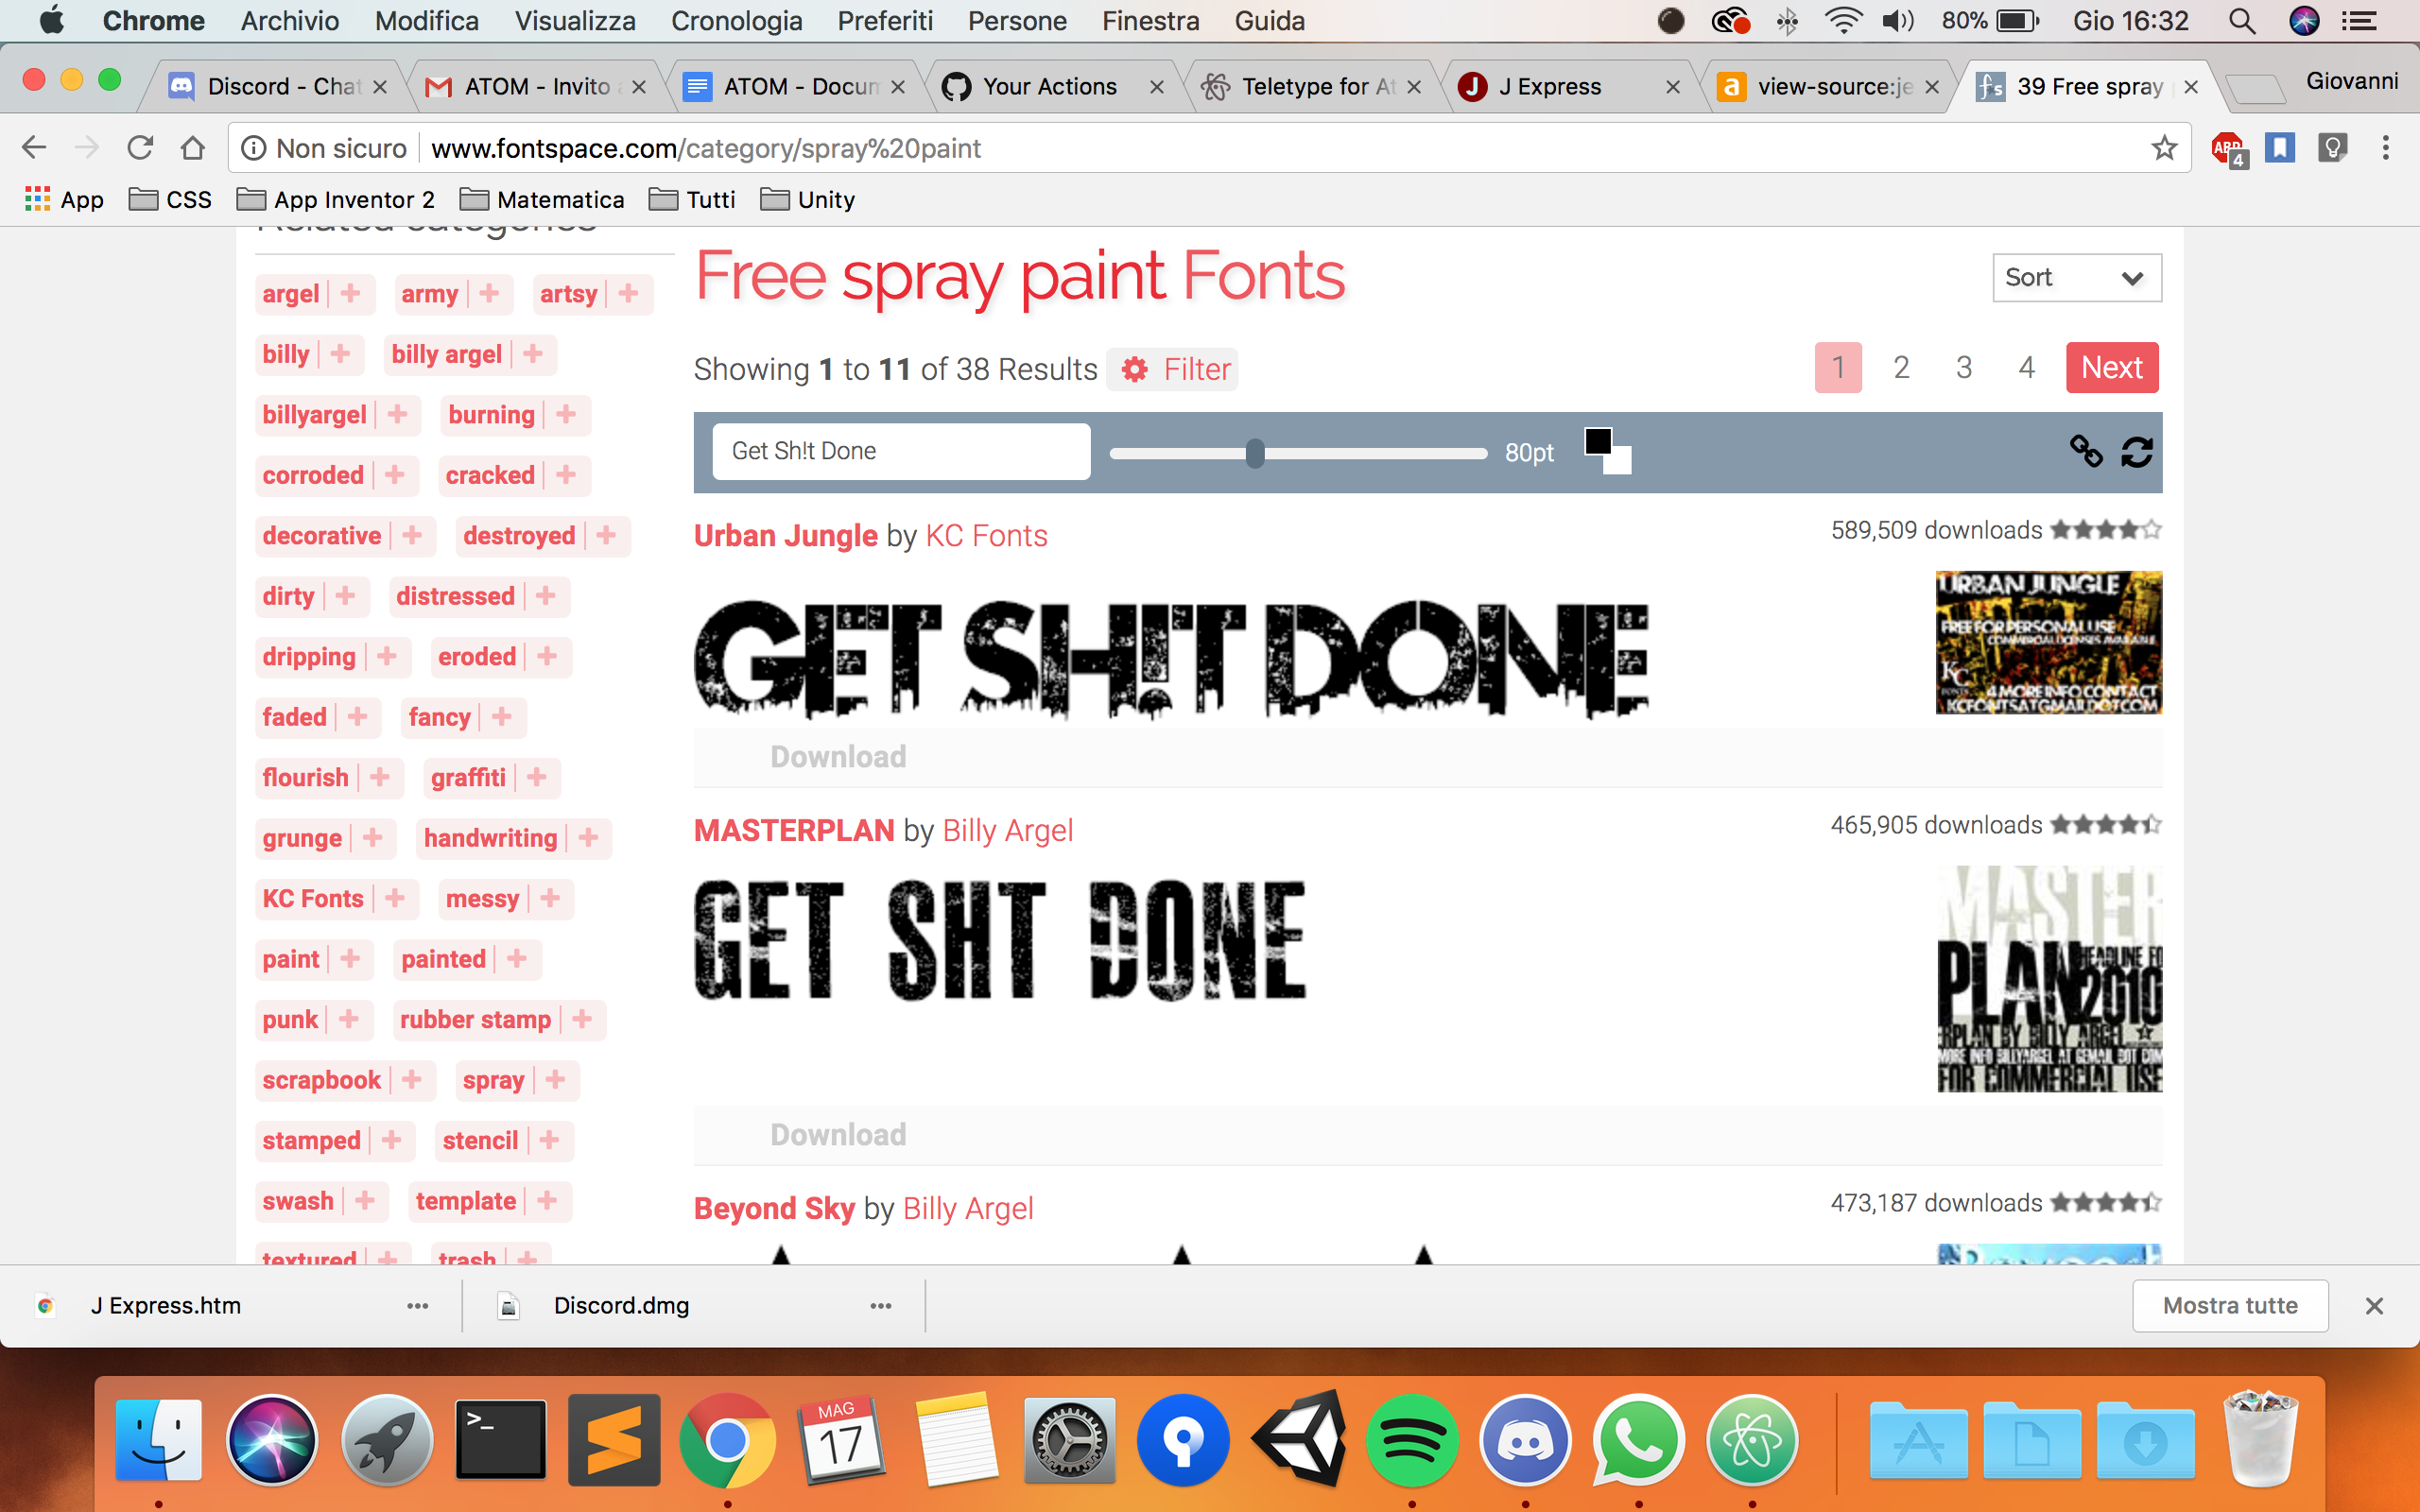 Chrome Archivio Modifica Visualizza Cronologia Preferiti Persone Finestra Guida 80% Gio 16:32
Discord - Chat ATOM - Invito a ATOM - Docum Your Actions Teletype for At J Express view-source:je 39 Free spray p Giovanni
Non sicuro www.fontspace.com/category/spray%20paint ABP 4
App CSS App Inventor 2 Matematica Tutti Unity
Related categories
argel + army + artsy +
billy + billy argel +
billyargel + burning +
corroded + cracked +
decorative + destroyed +
dirty + distressed +
dripping + eroded +
faded + fancy +
flourish + graffiti +
grunge + handwriting +
KC Fonts + messy +
paint + painted +
punk + rubber stamp +
scrapbook + spray +
stamped + stencil +
swash + template +
textured + trash +
Free spray paint Fonts
Sort
Showing 1 to 11 of 38 Results Filter
1 2 3 4 Next
Get Sh!t Done 80pt
Urban Jungle by KC Fonts
589,509 downloads
GET SH!T DONE
URBAN JUNGLE
FREE FOR PERSONAL USE
COMMERCIAL LICENSES AVAILABLE
KC
FONTS
4 MORE INFO CONTACT
KCFONTSATGMAILDOTCOM
Download
MASTERPLAN by Billy Argel
465,905 downloads
GET SHT DONE
MASTER
PLAN
HEADLINE FO
2010
ERPLAN BY BILLY ARGEL
MORE INFO BILLYARGEL AT GEMAIL DOT COM
FOR COMMERCIAL USE
Download
Beyond Sky by Billy Argel
473,187 downloads
J Express.htm Discord.dmg Mostra tutte
MAG
17